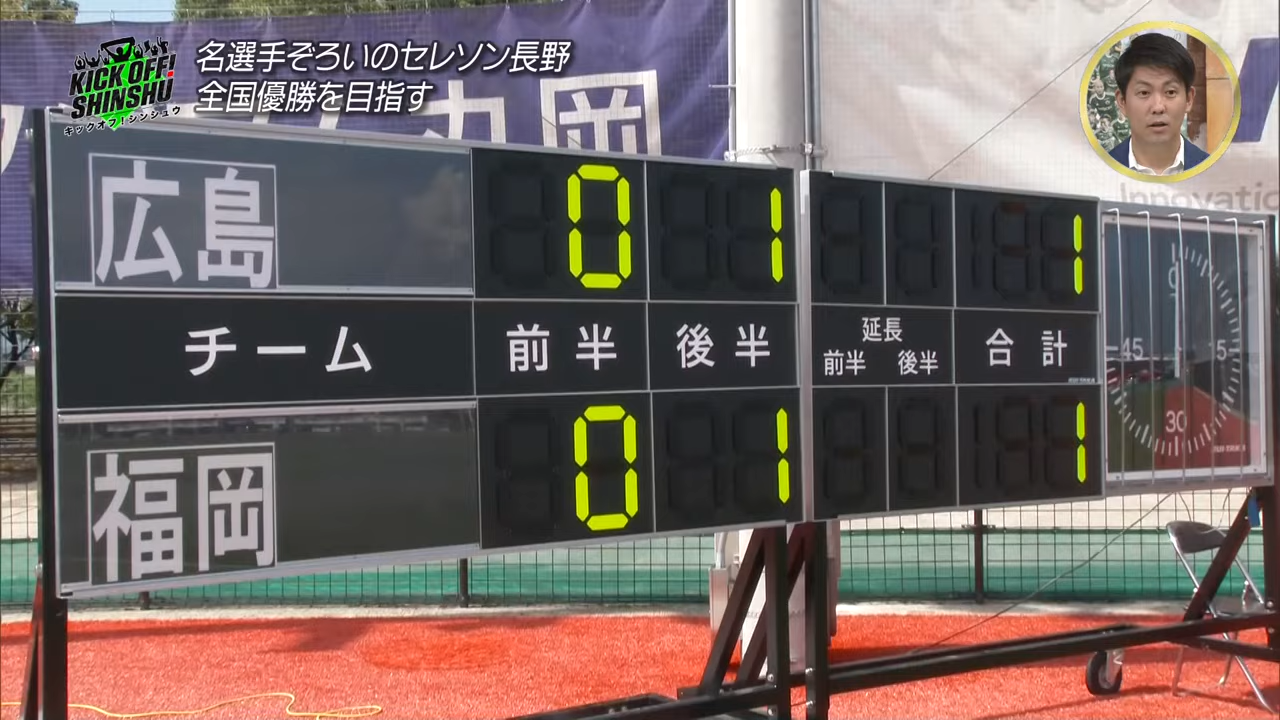 KICK OFF!
SHINSHU
キックオフ!シンシュウ
名選手ぞろいのセレソン長野
全国優勝を目指す
岡
Innovatio
広島 0 1 1
チーム 前半 後半 延長 前半 後半 合計
福岡 0 1 1
45 5
30